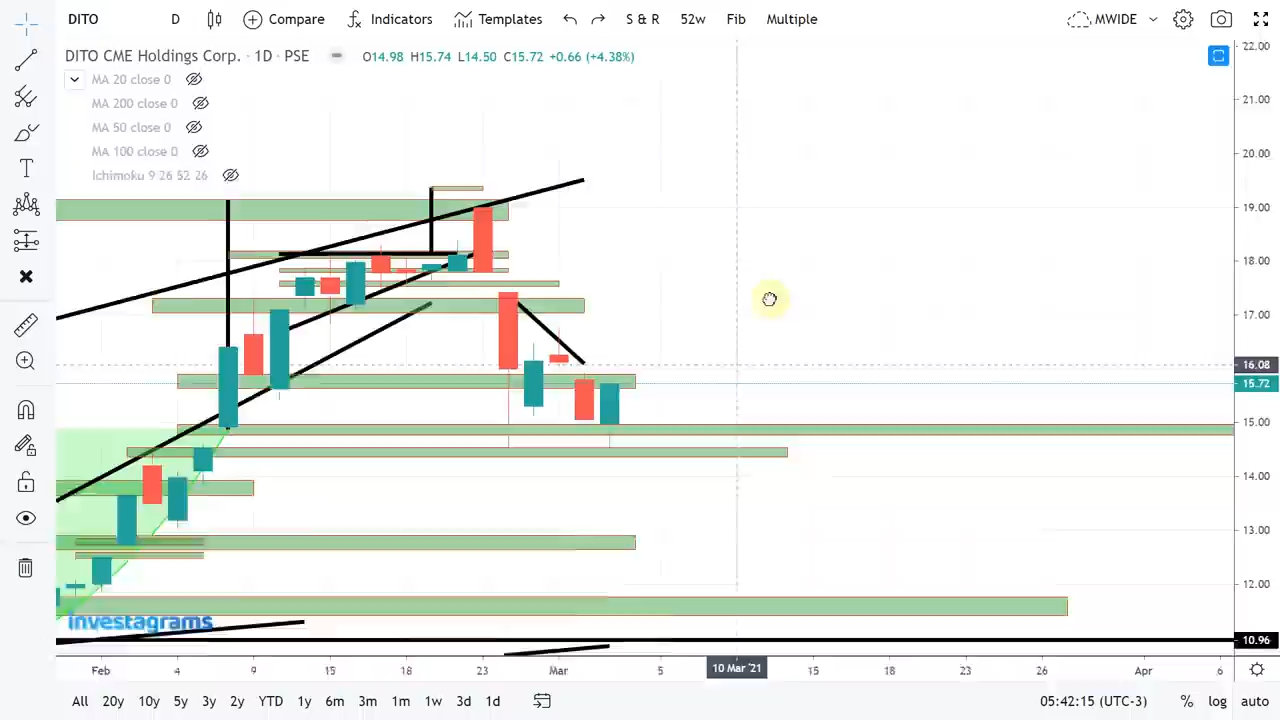 DITO D Compare Indicators Templates S & R 52w Fib Multiple MWIDE
DITO CME Holdings Corp. · 1D · PSE O14.98 H15.74 L14.50 C15.72 +0.66 (+4.38%)
MA 20 close 0
MA 200 close 0
MA 50 close 0
MA 100 close 0
Ichimoku 9 26 52 26
22.00
21.00
20.00
19.00
18.00
17.00
16.08
15.72
15.00
14.00
13.00
12.00
10.96
investagrams
Feb 4 9 15 18 23 Mar 5 10 Mar '21 15 18 23 26 Apr 6
All 20y 10y 5y 3y 2y YTD 1y 6m 3m 1m 1w 3d 1d 05:42:15 (UTC-3) % log auto